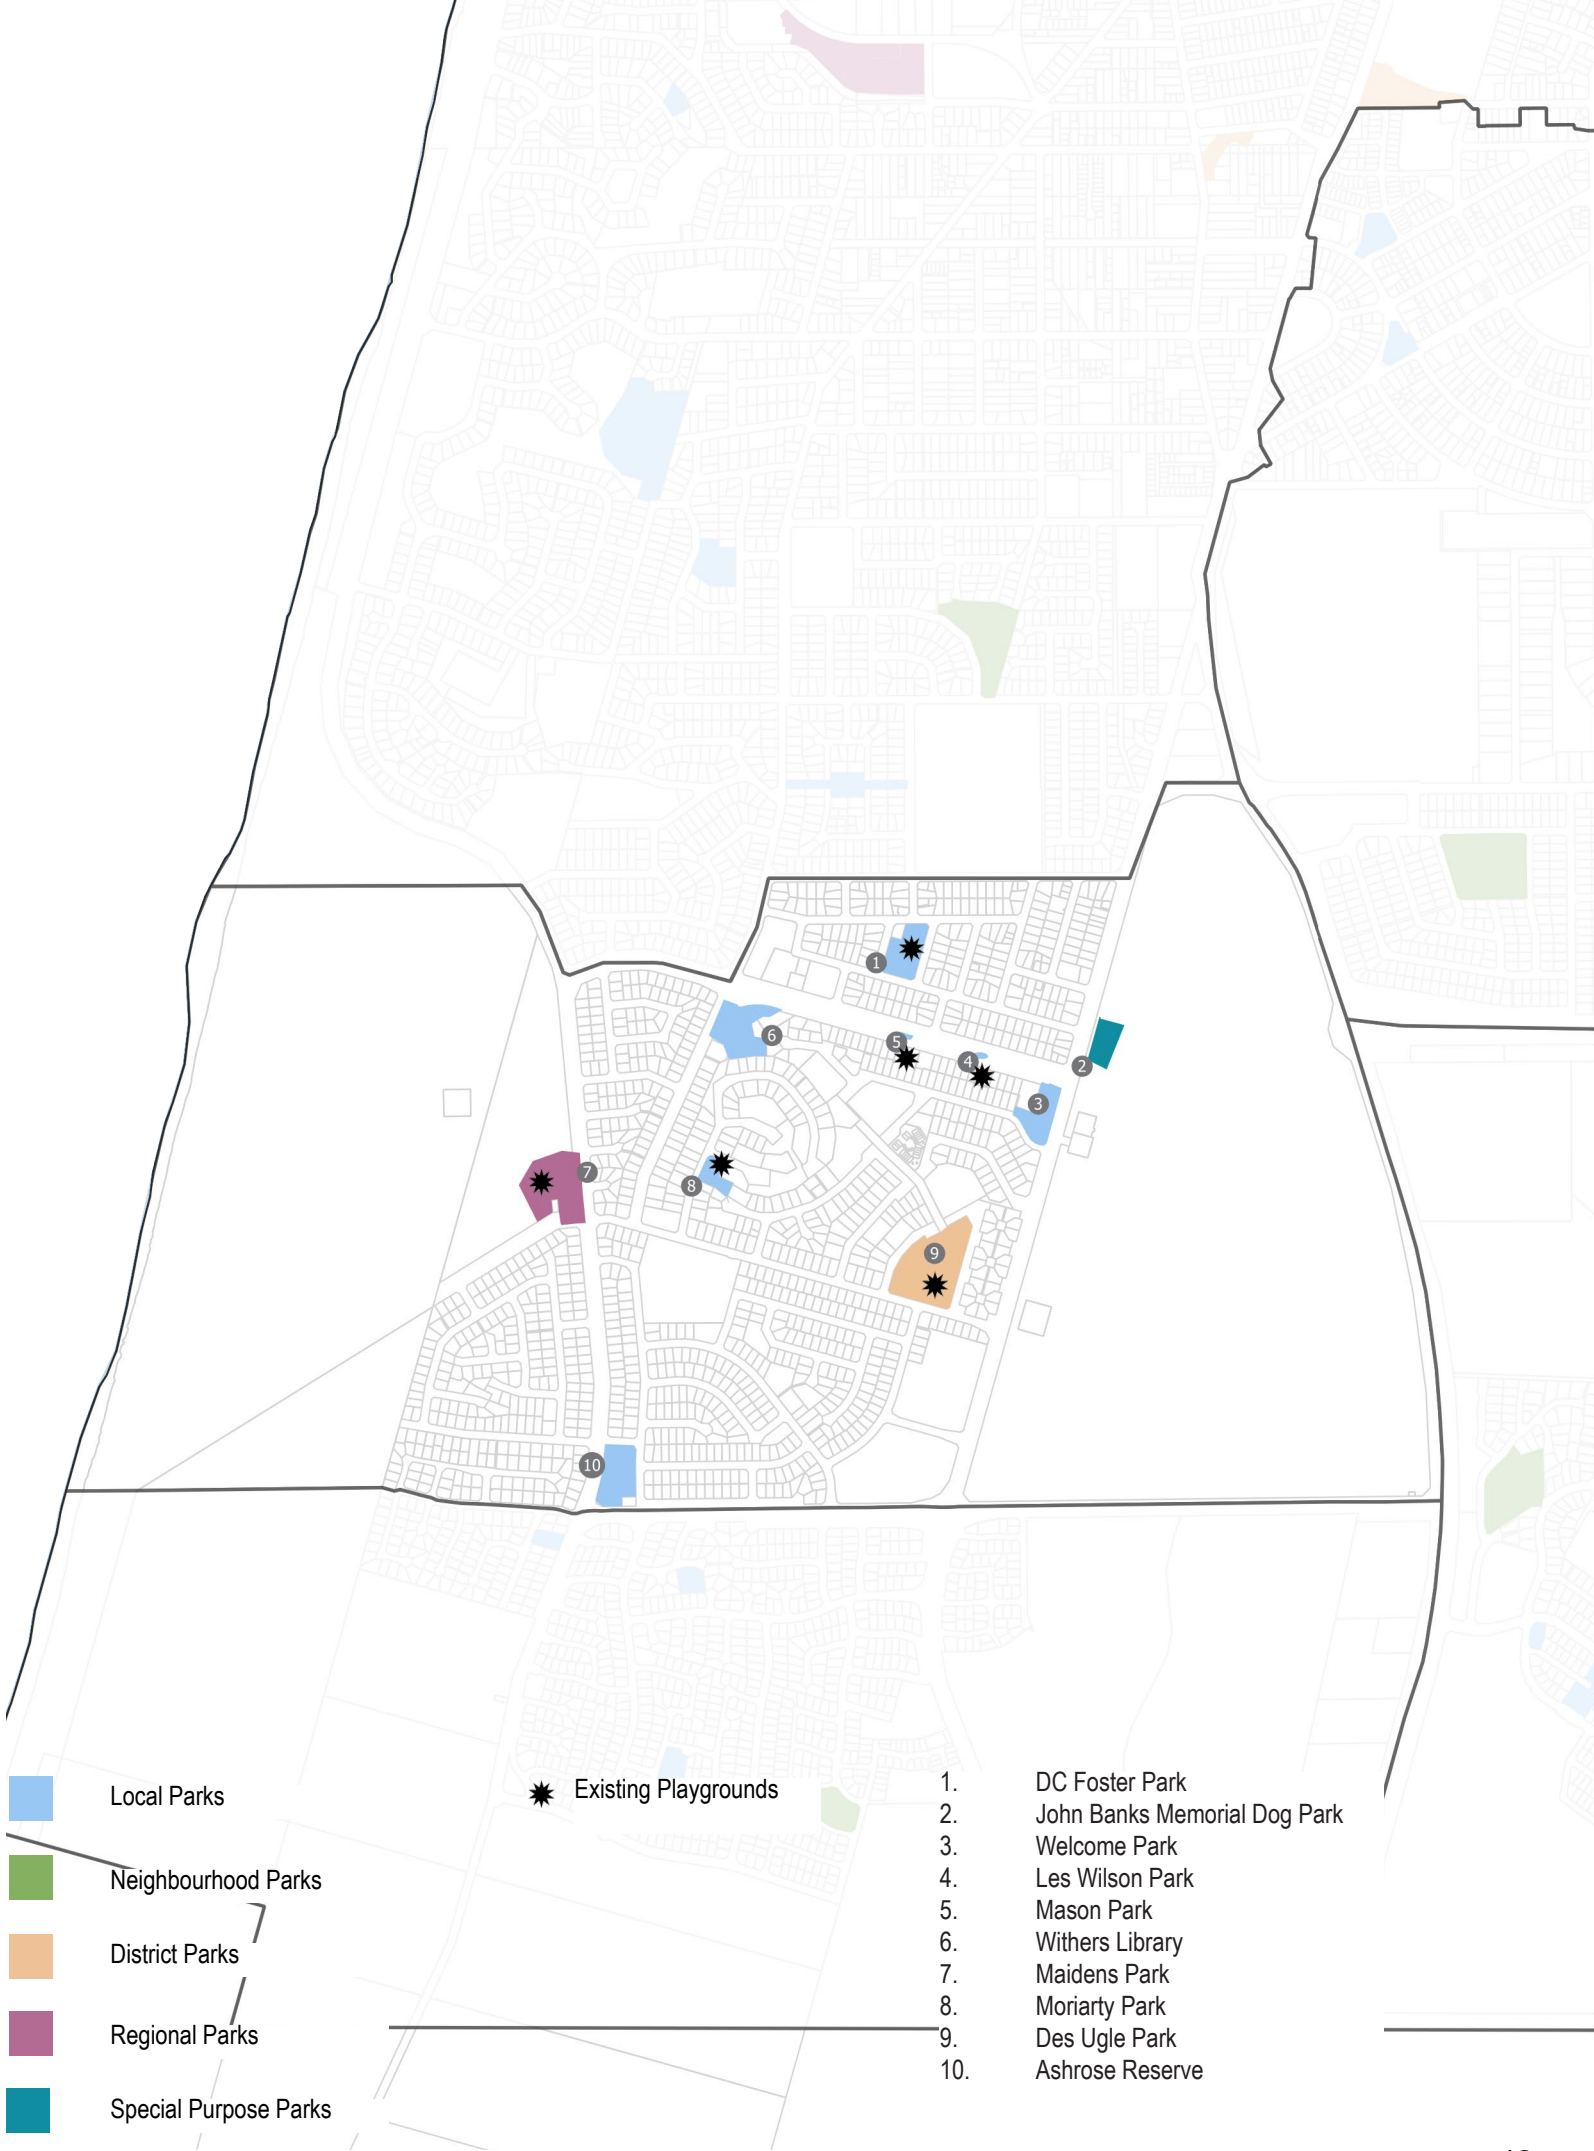 1
5
4
2
6
3
7
8
9
10
Local Parks
Neighbourhood Parks
District Parks
Regional Parks
Special Purpose Parks
Existing Playgrounds
1. DC Foster Park
2. John Banks Memorial Dog Park
3. Welcome Park
4. Les Wilson Park
5. Mason Park
6. Withers Library
7. Maidens Park
8. Moriarty Park
9. Des Ugle Park
10. Ashrose Reserve